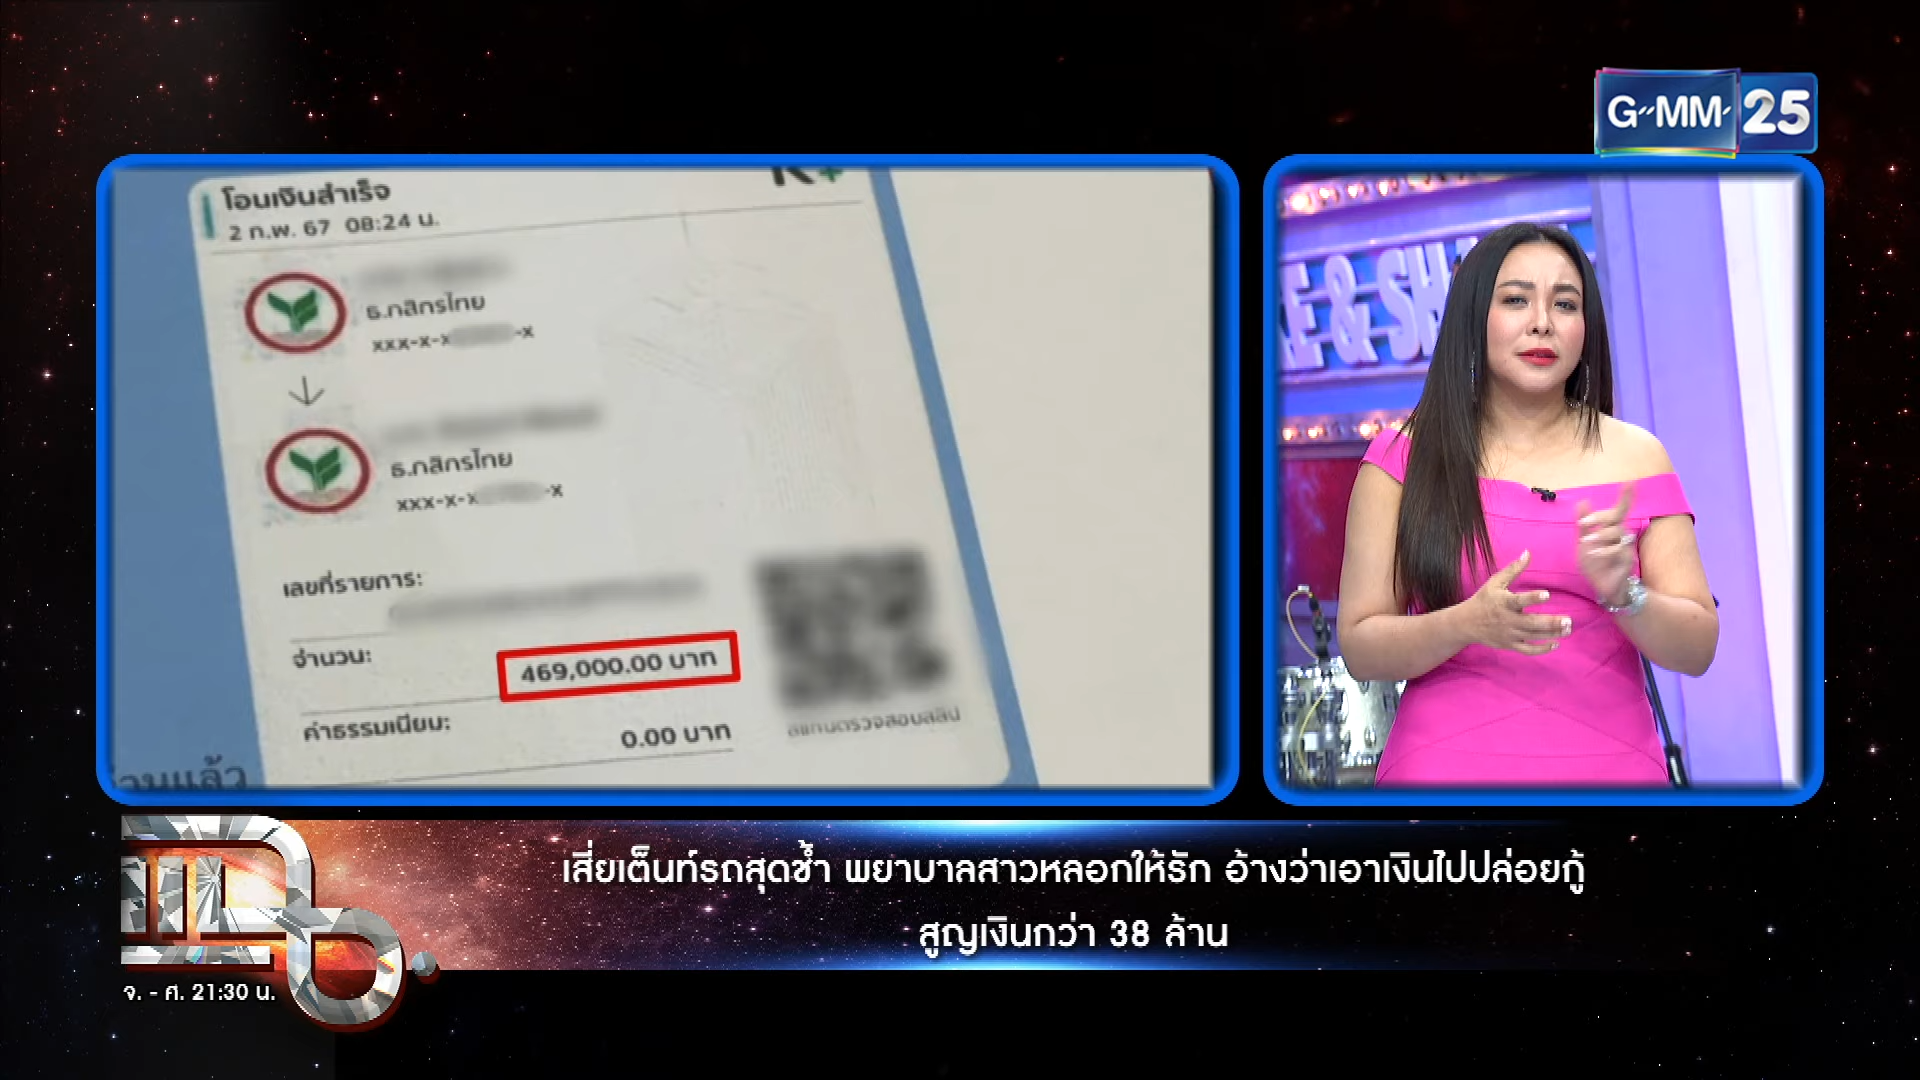 G-MM 25
โอนเงินสำเร็จ
2 ก.พ. 67 08:24 น.
K+
ธ.กสิกรไทย
xxx-x-x
-x
ธ.กสิกรไทย
xxx-x-x
-x
เลขที่รายการ:
จำนวน:
469,000.00 บาท
ค่าธรรมเนียม:
0.00 บาท
สแกนตรวจสอบสลิป
แล้ว
& SHA
เสี่ยเต็นท์รถสุดช้ำ พยาบาลสาวหลอกให้รัก อ้างว่าเอาเงินไปปล่อยกู้
สูญเงินกว่า 38 ล้าน
แฉ.
จ. - ศ. 21:30 น.